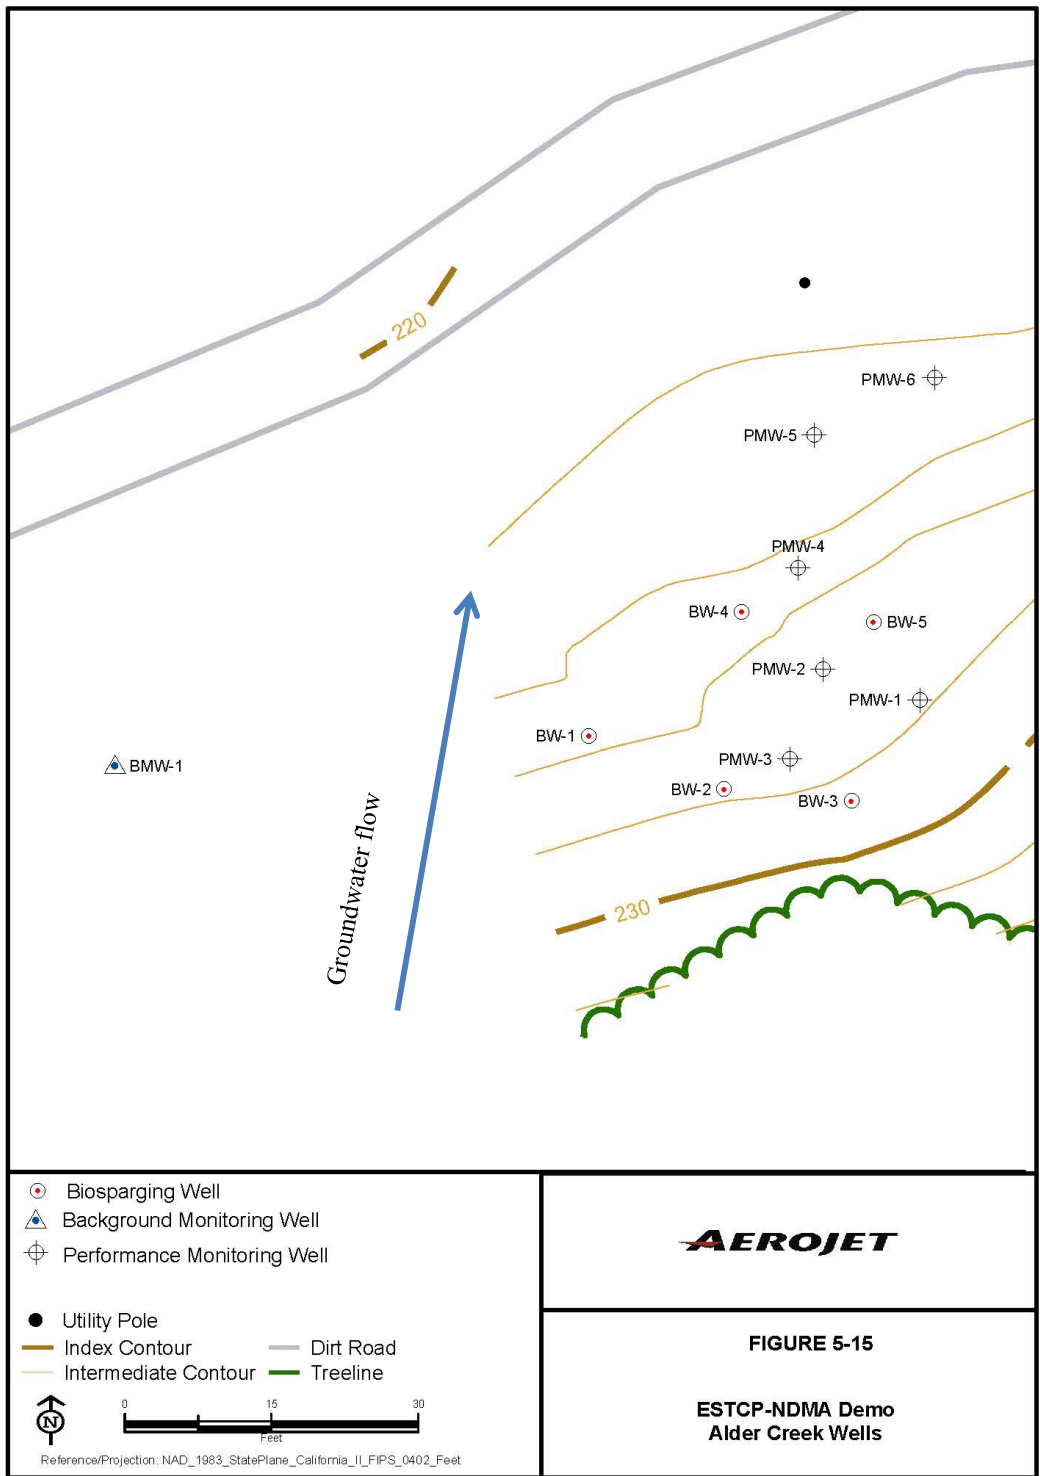 220
PMW-6
PMW-5
PMW-4
BW-4
BW-5
PMW-2
PMW-1
BW-1
PMW-3
BMW-1
BW-2
BW-3
Groundwater flow
230
Biosparging Well
Background Monitoring Well
Performance Monitoring Well
Utility Pole
Index Contour
Dirt Road
Intermediate Contour
Treeline
N
0 15 30
Feet
Reference/Projection: NAD_1983_StatePlane_California_II_FIPS_0402_Feet
AEROJET
FIGURE 5-15
ESTCP-NDMA Demo
Alder Creek Wells